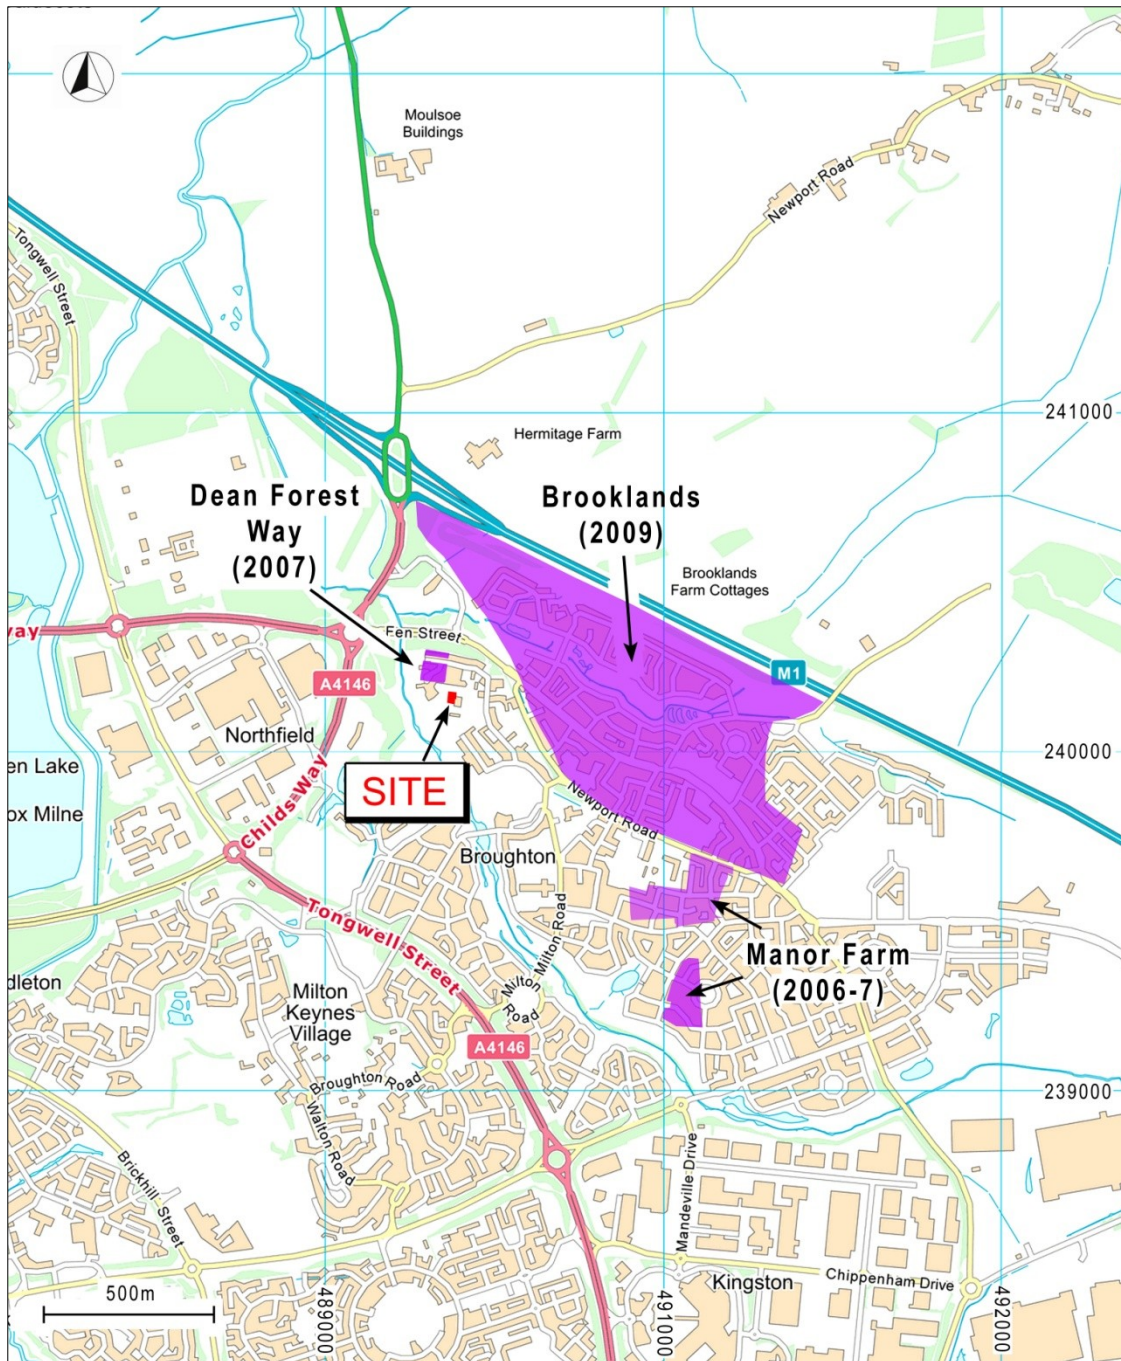 Moulsoe
Buildings
Newport Road
Tongwell Street
241000
Hermitage Farm
Dean Forest
Way
(2007)
Brooklands
(2009)
Brooklands
Farm Cottages
Fen Street
way
M1
A4146
Northfield
240000
en Lake
SITE
ox Milne
Childs Way
Newport Road
Broughton
Tongwell Street
Milton Road
Manor Farm
(2006-7)
dleton
Milton
Keynes
Village
Milton
Road
A4146
Broughton Road
239000
Walton Road
Brickhill Street
Mandeville Drive
Kingston
Chippenham Drive
500m
489000
491000
492000